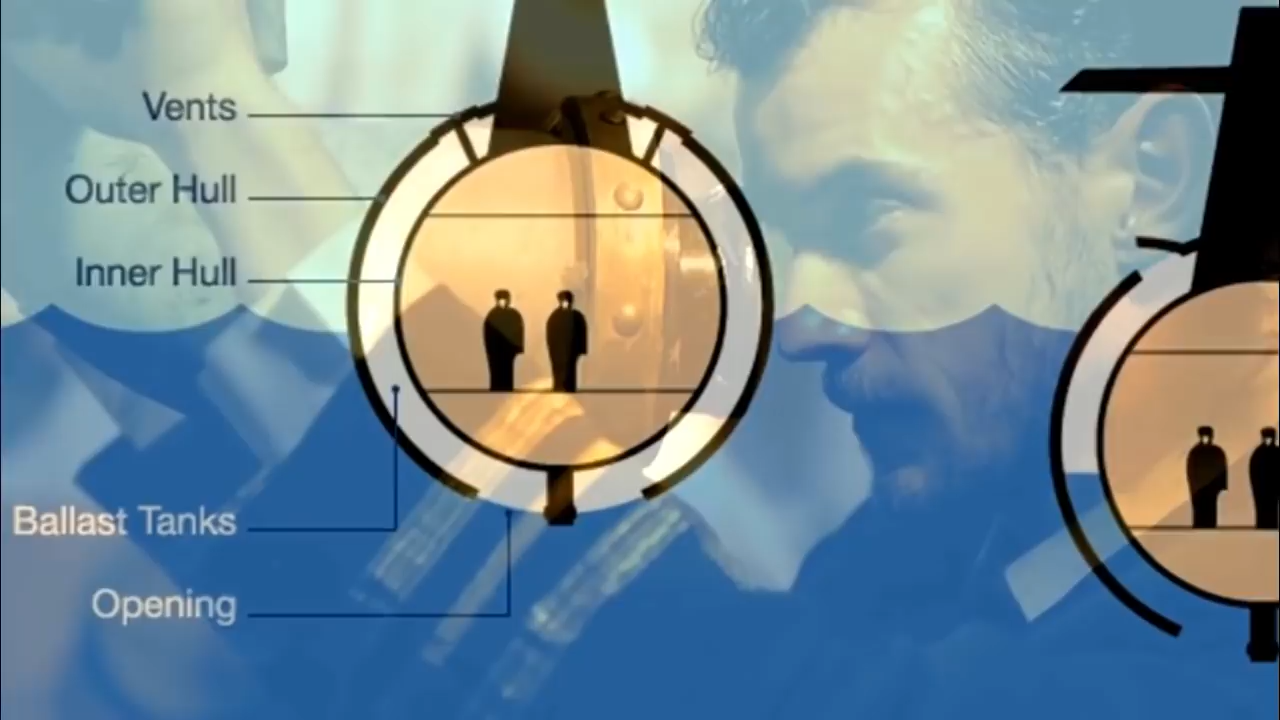 Vents
Outer Hull
Inner Hull
Ballast Tanks
Opening